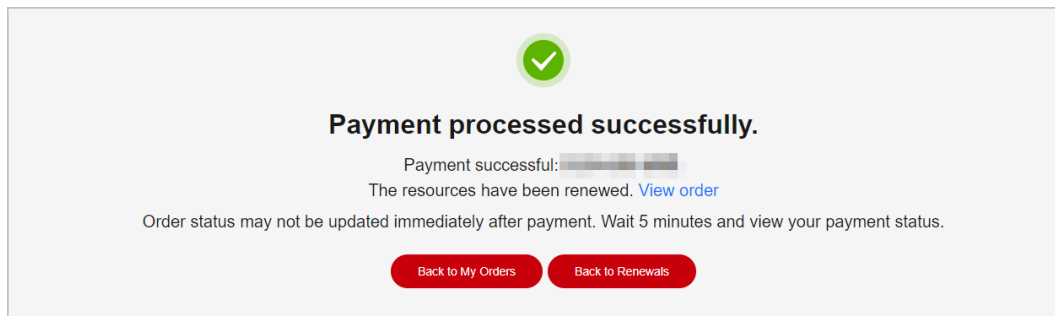 Payment processed successfully.
Payment successful:
The resources have been renewed. View order
Order status may not be updated immediately after payment. Wait 5 minutes and view your payment status.
Back to My Orders
Back to Renewals